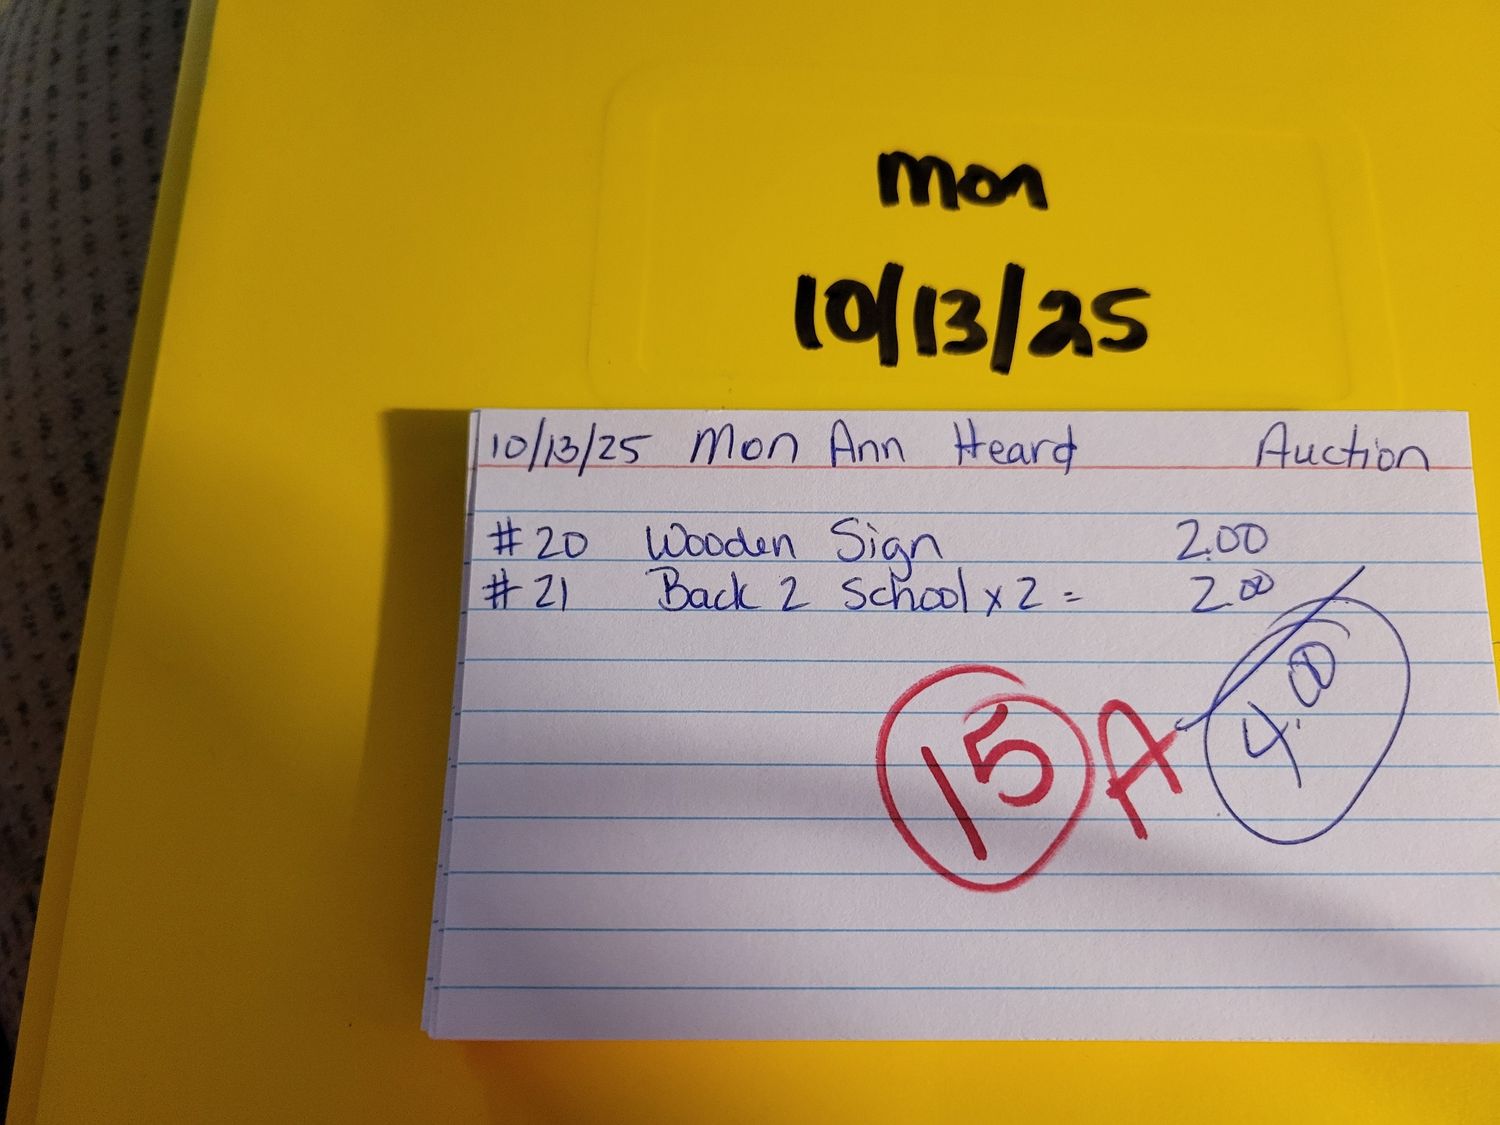 mon
10/13/25
10/13/25 Mon Ann Heard Auction
#20 Wooden Sign 2.00
#21 Back 2 School x 2 = 2.00
4.00
15 A